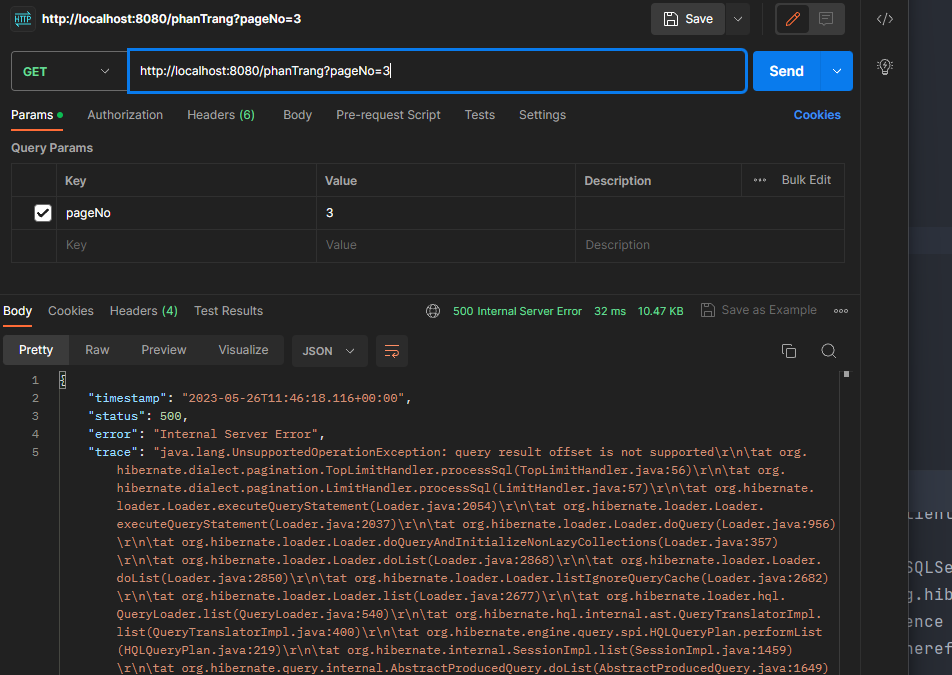 HTTP http://localhost:8080/phanTrang?pageNo=3 Save
GET http://localhost:8080/phanTrang?pageNo=3 Send
Params Authorization Headers (6) Body Pre-request Script Tests Settings Cookies
Query Params
Key Value Description Bulk Edit
pageNo 3
Key Value Description
Body Cookies Headers (4) Test Results 500 Internal Server Error 32 ms 10.47 KB Save as Example
Pretty Raw Preview Visualize JSON
1 {
2 "timestamp": "2023-05-26T11:46:18.116+00:00",
3 "status": 500,
4 "error": "Internal Server Error",
5 "trace": "java.lang.UnsupportedOperationException: query result offset is not supported\r\n\tat org.
hibernate.dialect.pagination.TopLimitHandler.processSql(TopLimitHandler.java:56)\r\n\tat org.
hibernate.dialect.pagination.LimitHandler.processSql(LimitHandler.java:57)\r\n\tat org.hibernate.
loader.Loader.executeQueryStatement(Loader.java:2054)\r\n\tat org.hibernate.loader.Loader.
executeQueryStatement(Loader.java:2037)\r\n\tat org.hibernate.loader.Loader.doQuery(Loader.java:956)
\r\n\tat org.hibernate.loader.Loader.doQueryAndInitializeNonLazyCollections(Loader.java:357)
\r\n\tat org.hibernate.loader.Loader.doList(Loader.java:2868)\r\n\tat org.hibernate.loader.Loader.
doList(Loader.java:2850)\r\n\tat org.hibernate.loader.Loader.listIgnoreQueryCache(Loader.java:2682)
\r\n\tat org.hibernate.loader.Loader.list(Loader.java:2677)\r\n\tat org.hibernate.loader.hql.
QueryLoader.list(QueryLoader.java:540)\r\n\tat org.hibernate.hql.internal.ast.QueryTranslatorImpl.
list(QueryTranslatorImpl.java:400)\r\n\tat org.hibernate.engine.query.spi.HQLQueryPlan.performList
(HQLQueryPlan.java:219)\r\n\tat org.hibernate.internal.SessionImpl.list(SessionImpl.java:1459)
\r\n\tat org.hibernate.query.internal.AbstractProducedQuery.doList(AbstractProducedQuery.java:1649)